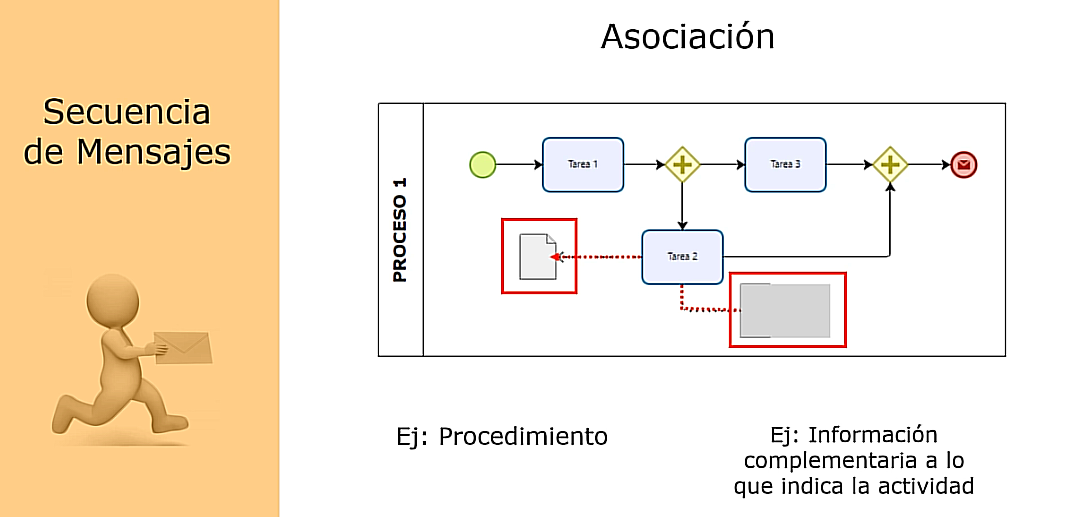 Secuencia
de Mensajes
Asociación
PROCESO 1
Tarea 1
Tarea 3
Tarea 2
Ej: Procedimiento
Ej: Información
complementaria a lo
que indica la actividad